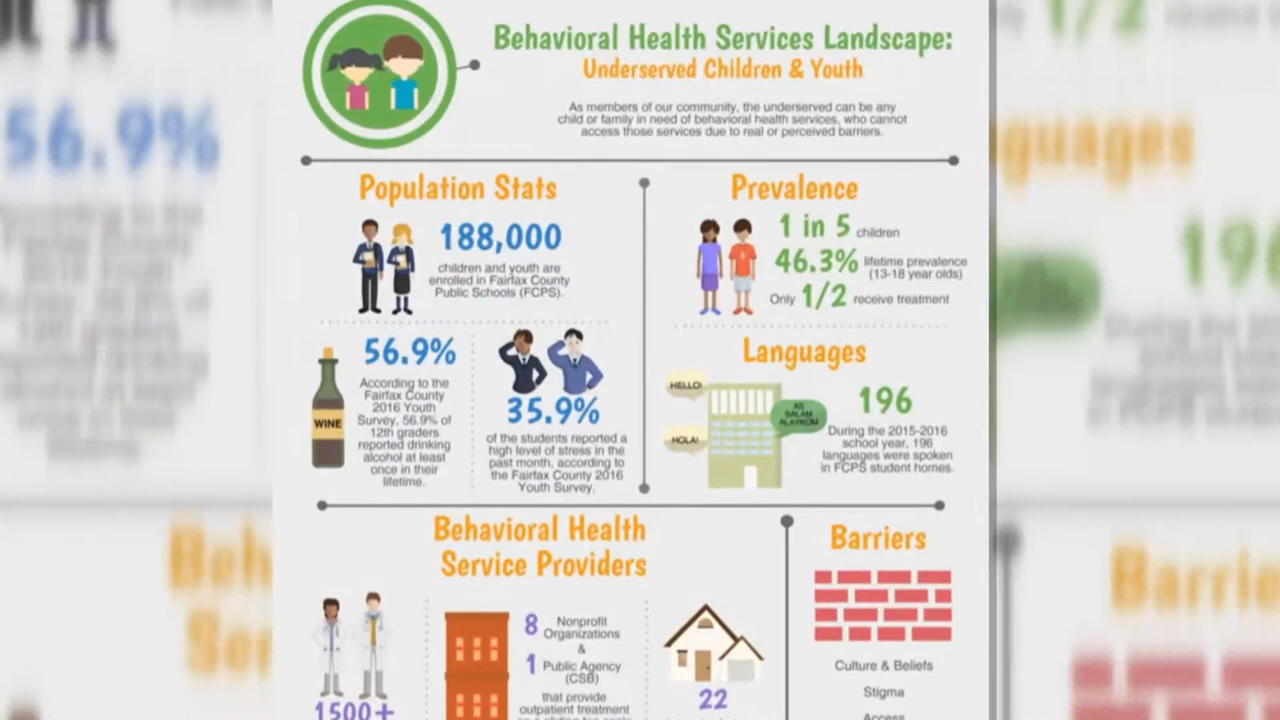 Behavioral Health Services Landscape:
Underserved Children & Youth
As members of our community, the underserved can be any
child or family in need of behavioral health services, who cannot
access those services due to real or perceived barriers.
Population Stats
188,000
children and youth are
enrolled in Fairfax County
Public Schools (FCPS).
56.9%
According to the
Fairfax County
2016 Youth
Survey, 56.9% of
12th graders
reported drinking
alcohol at least
once in their
lifetime.
WINE
35.9%
of the students reported a
high level of stress in the
past month, according to
the Fairfax County 2016
Youth Survey.
Prevalence
1 in 5 children
46.3% lifetime prevalence
(13-18 year olds)
Only 1/2 receive treatment
Languages
HELLO!
HOLA!
AS
SALAM
ALAYKOM
196
During the 2015-2016
school year, 196
languages were spoken
in FCPS student homes.
Behavioral Health
Service Providers
1500+
8 Nonprofit
Organizations
&
1 Public Agency
(CSB)
that provide
outpatient treatment
22
Barriers
Culture & Beliefs
Stigma
Access
56.9%
1/2
guages
196
Beh
Ser
Barrie